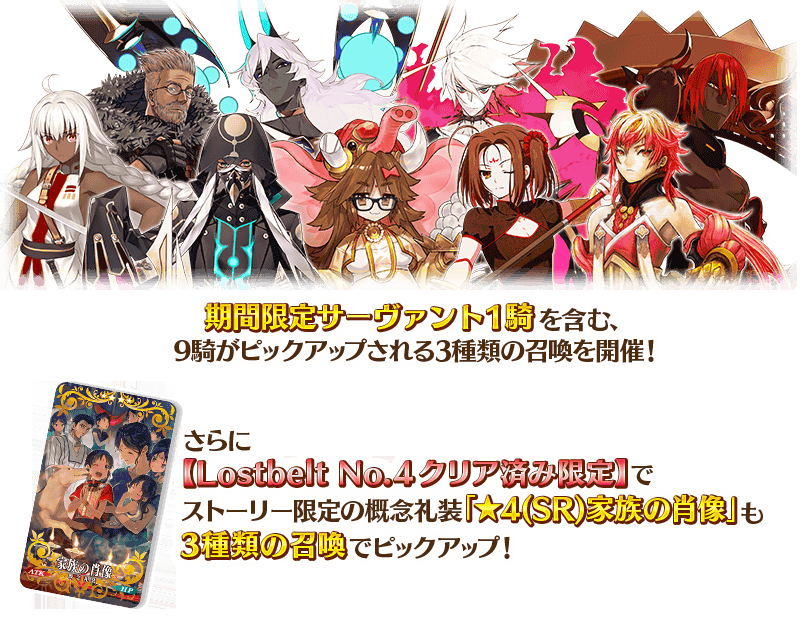 期間限定サーヴァント1騎を含む、
9騎がピックアップされる3種類の召喚を開催!
さらに
【Lostbelt No.4クリア済み限定】で
ストーリー限定の概念礼装「★4(SR)家族の肖像」も
3種類の召喚でピックアップ!
家族の肖像
ATK
HP